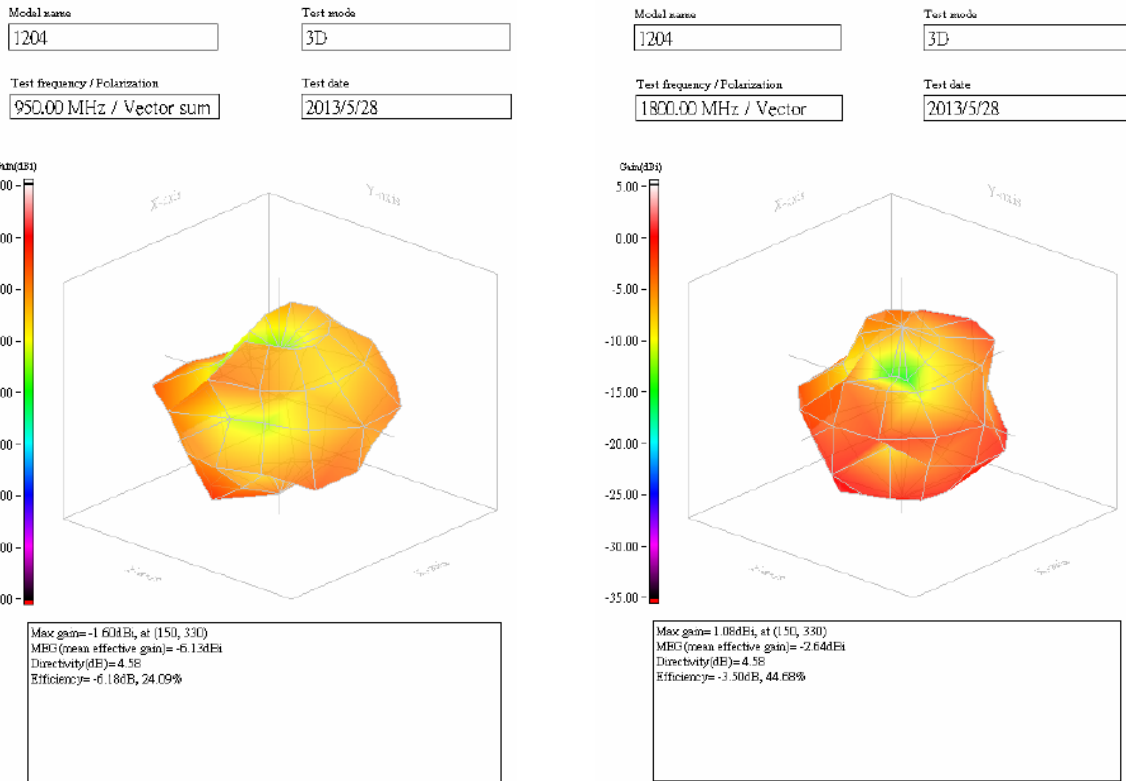 Model name
1204
Test mode
3D
Test frequency / Polarization
950.00 MHz / Vector sum
Test date
2013/5/28
Gain(dBi)
X-axis
Y-axis
Max gain= -1.60dBi, at (150, 330)
MEG(mean effective gain)= -6.13dBi
Directivity(dB)= 4.58
Efficiency= -6.18dB, 24.09%
Model name
1204
Test mode
3D
Test frequency / Polarization
1800.00 MHz / Vector
Test date
2013/5/28
Gain(dBi)
5.00
0.00
-5.00
-10.00
-15.00
-20.00
-25.00
-30.00
-35.00
X-axis
Y-axis
Max gain= 1.08dBi, at (150, 330)
MEG(mean effective gain)= -2.64dBi
Directivity(dB)= 4.58
Efficiency= -3.50dB, 44.68%